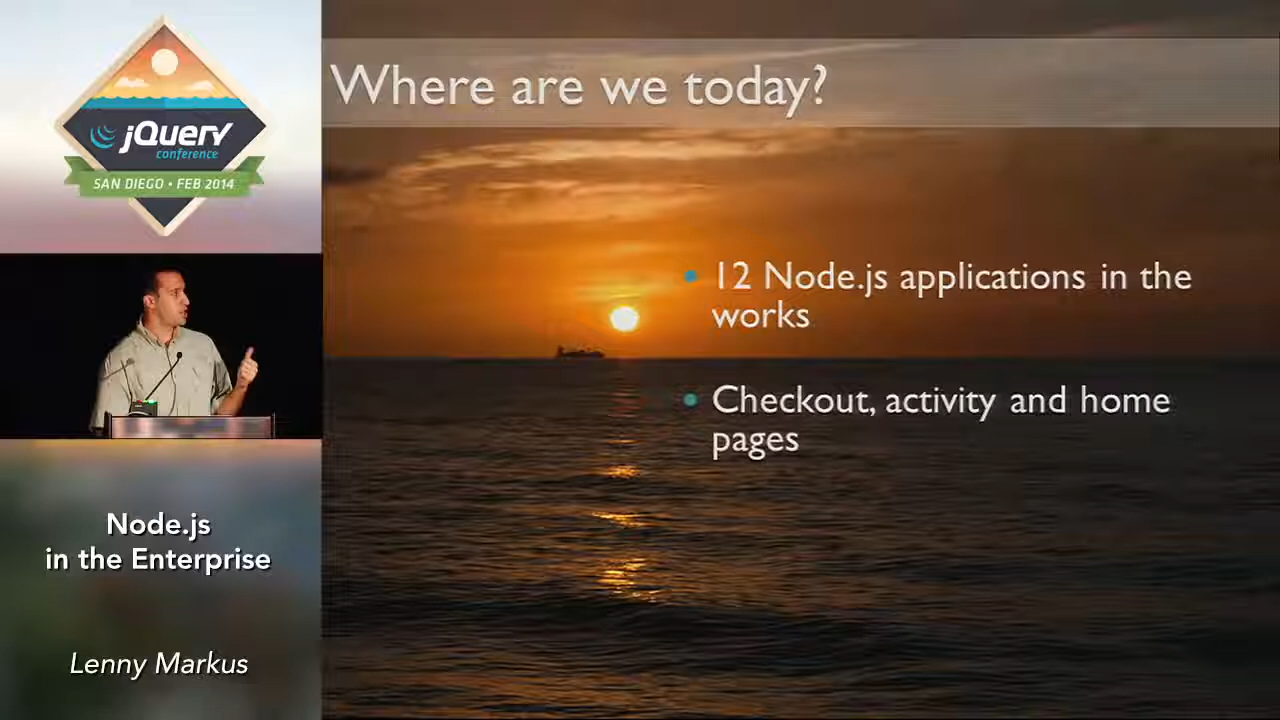 jQuery
conference
SAN DIEGO • FEB 2014
Node.js
in the Enterprise
Lenny Markus
Where are we today?
• 12 Node.js applications in the
works
• Checkout, activity and home
pages